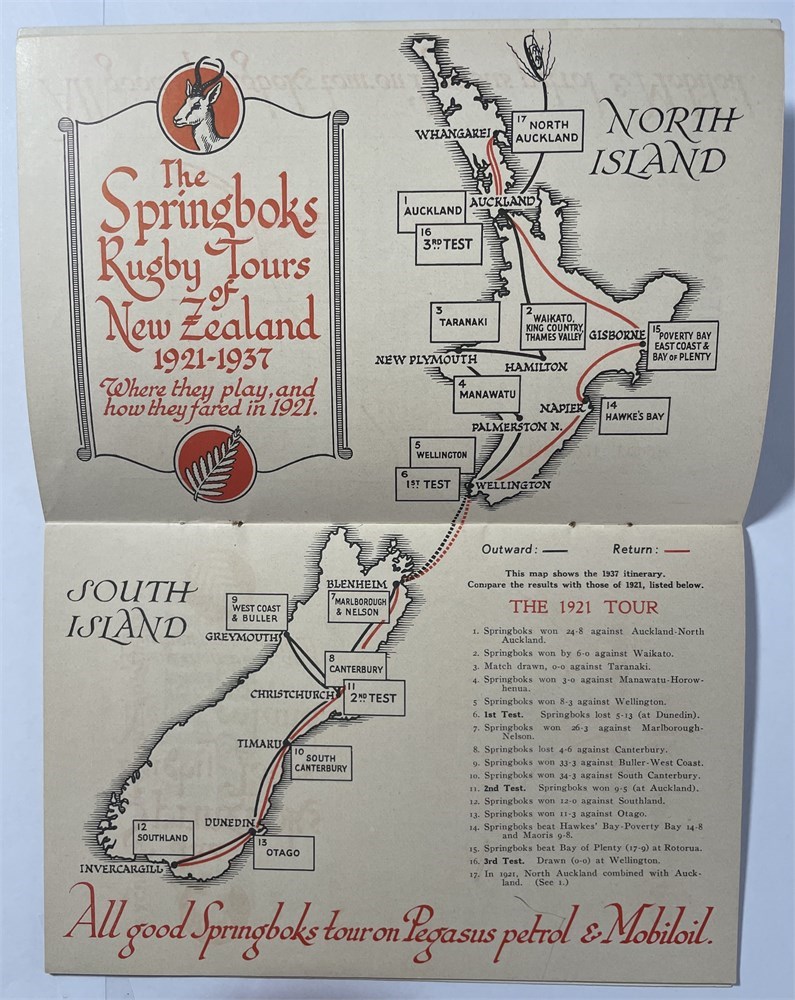 The
Springboks
Rugby Tours
of
New Zealand
1921-1937
Where they play, and
how they fared in 1921.
NORTH
ISLAND
WHANGAREI
17 NORTH
AUCKLAND
AUCKLAND
1
AUCKLAND
16
3RD TEST
3
TARANAKI
2 WAIKATO,
KING COUNTRY,
THAMES VALLEY
GISBORNE
15 POVERTY BAY
EAST COAST &
BAY OF PLENTY
NEW PLYMOUTH
HAMILTON
4
MANAWATU
NAPIER
14
HAWKE'S BAY
PALMERSTON N.
5
WELLINGTON
6
1ST TEST
WELLINGTON
SOUTH
ISLAND
BLENHEIM
7 MARLBOROUGH
& NELSON
9
WEST COAST
& BULLER
GREYMOUTH
8
CANTERBURY
CHRISTCHURCH
11
2ND TEST
TIMARU
10
SOUTH
CANTERBURY
DUNEDIN
12
SOUTHLAND
13
OTAGO
INVERCARGILL
Outward: Return:
This map shows the 1937 itinerary.
Compare the results with those of 1921, listed below.
THE 1921 TOUR
1. Springboks won 24-8 against Auckland-North
Auckland.
2. Springboks won by 6-0 against Waikato.
3. Match drawn, 0-0 against Taranaki.
4. Springboks won 3-0 against Manawatu-Horow-
henua.
5 Springboks won 8-3 against Wellington.
6. 1st Test. Springboks lost 5-13 (at Dunedin).
7. Springboks won 26-3 against Marlborough-
Nelson.
8. Springboks lost 4-6 against Canterbury.
9. Springboks won 33-3 against Buller-West Coast.
10. Springboks won 34-3 against South Canterbury.
11. 2nd Test. Springboks won 9-5 (at Auckland).
12. Springboks won 12-0 against Southland.
13. Springboks won 11-3 against Otago.
14. Springboks beat Hawkes' Bay-Poverty Bay 14-8
and Maoris 9-8.
15. Springboks beat Bay of Plenty (17-9) at Rotorua.
16. 3rd Test. Drawn (0-0) at Wellington.
17. In 1921, North Auckland combined with Auck-
land. (See 1.)
All good Springboks tour on Pegasus petrol & Mobiloil.